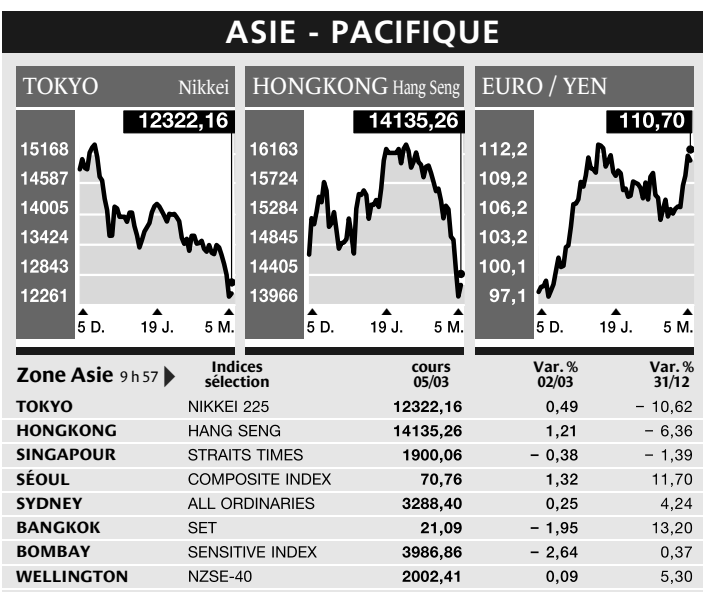 ASIE - PACIFIQUE
TOKYO Nikkei
12322,16
15168
14587
14005
13424
12843
12261
5 D. 19 J. 5 M.
HONGKONG Hang Seng
14135,26
16163
15724
15284
14845
14405
13966
5 D. 19 J. 5 M.
EURO / YEN
110,70
112,2
109,2
106,2
103,2
100,1
97,1
5 D. 19 J. 5 M.
Zone Asie 9 h 57 Indices sélection cours 05/03 Var. % 02/03 Var. % 31/12
TOKYO NIKKEI 225 12322,16 0,49 – 10,62
HONGKONG HANG SENG 14135,26 1,21 – 6,36
SINGAPOUR STRAITS TIMES 1900,06 – 0,38 – 1,39
SÉOUL COMPOSITE INDEX 70,76 1,32 11,70
SYDNEY ALL ORDINARIES 3288,40 0,25 4,24
BANGKOK SET 21,09 – 1,95 13,20
BOMBAY SENSITIVE INDEX 3986,86 – 2,64 0,37
WELLINGTON NZSE-40 2002,41 0,09 5,30